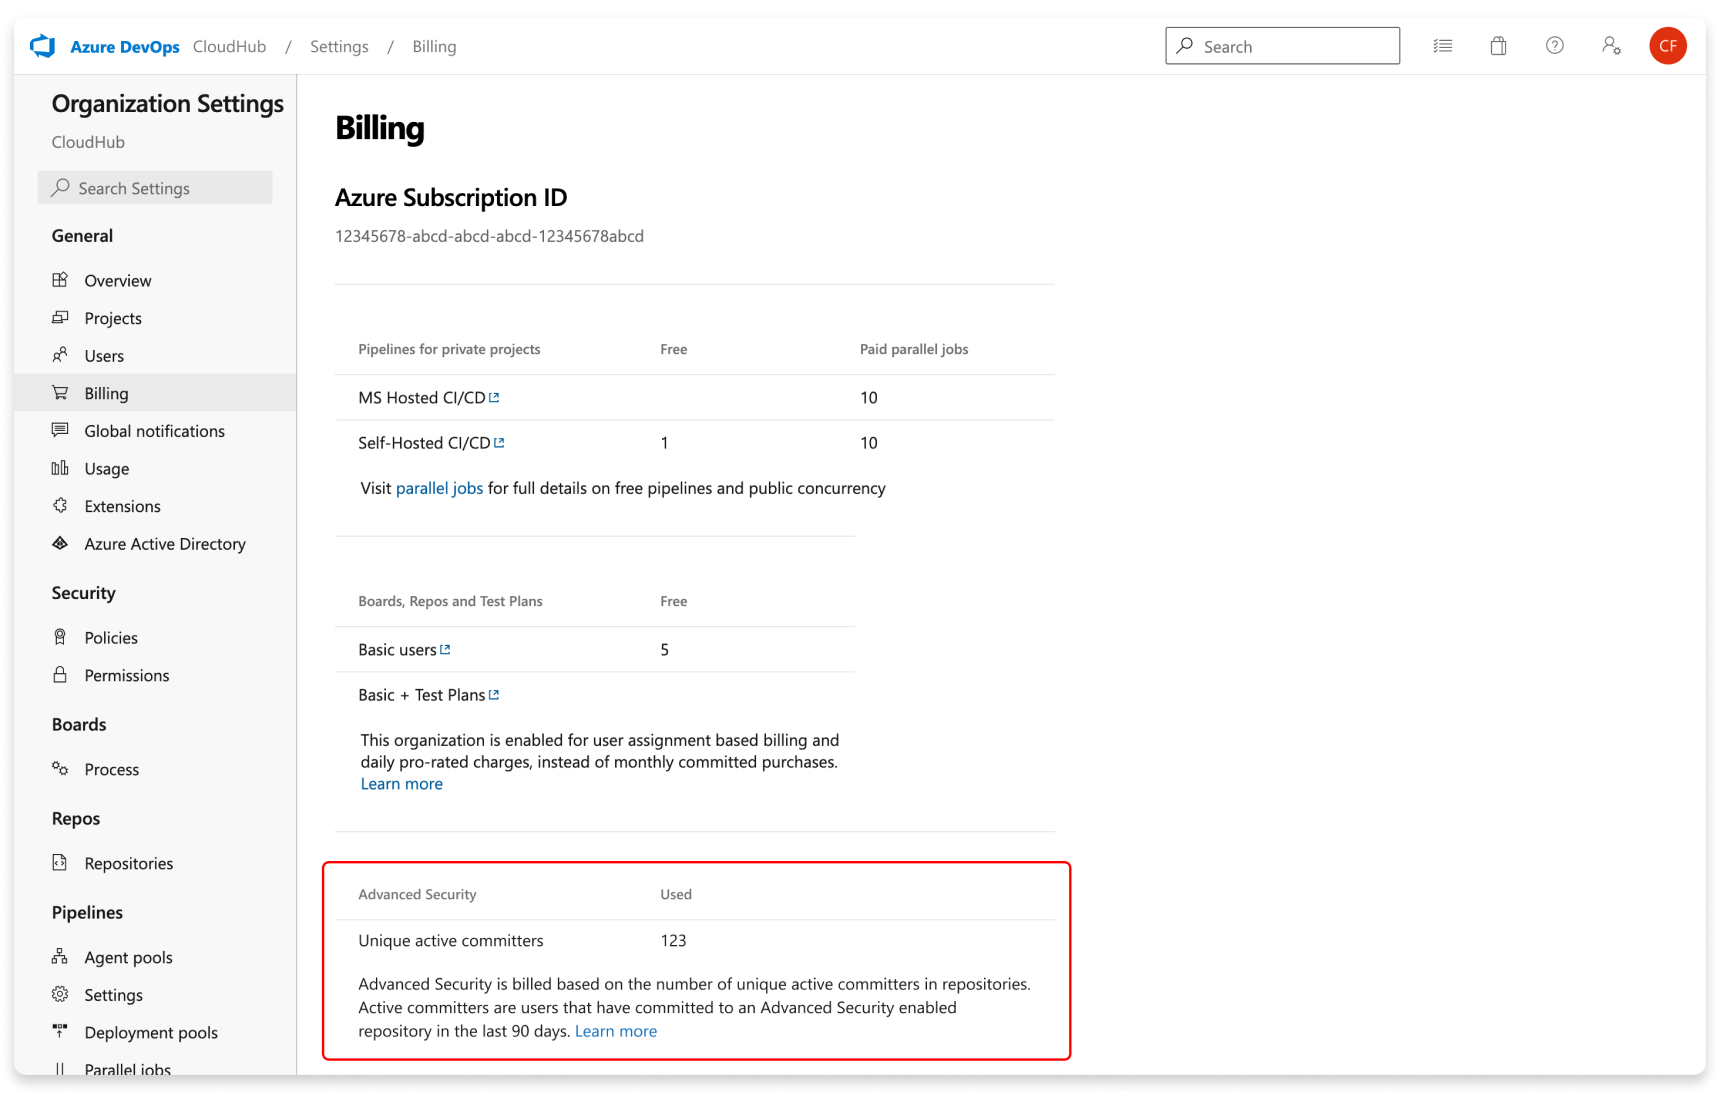 Azure DevOps CloudHub / Settings / Billing
Search
CF
Organization Settings
CloudHub
Search Settings
General
Overview
Projects
Users
Billing
Global notifications
Usage
Extensions
Azure Active Directory
Security
Policies
Permissions
Boards
Process
Repos
Repositories
Pipelines
Agent pools
Settings
Deployment pools
Parallel jobs
Billing
Azure Subscription ID
12345678-abcd-abcd-abcd-12345678abcd
Pipelines for private projects Free Paid parallel jobs
MS Hosted CI/CD 10
Self-Hosted CI/CD 1 10
Visit parallel jobs for full details on free pipelines and public concurrency
Boards, Repos and Test Plans Free
Basic users 5
Basic + Test Plans
This organization is enabled for user assignment based billing and
daily pro-rated charges, instead of monthly committed purchases.
Learn more
Advanced Security Used
Unique active committers 123
Advanced Security is billed based on the number of unique active committers in repositories.
Active committers are users that have committed to an Advanced Security enabled
repository in the last 90 days. Learn more